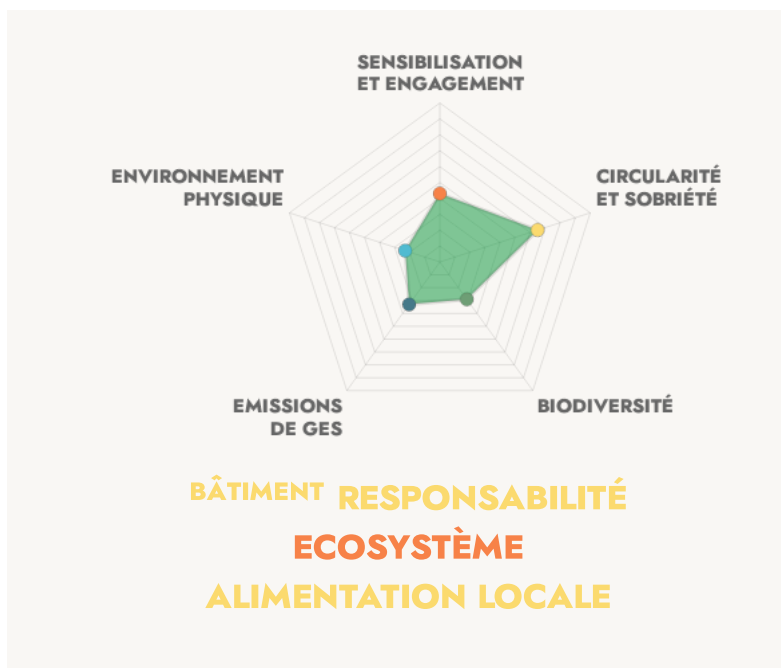 SENSIBILISATION
ET ENGAGEMENT
ENVIRONNEMENT
PHYSIQUE
CIRCULARITÉ
ET SOBRIÉTÉ
EMISSIONS
DE GES
BIODIVERSITÉ
BÂTIMENT RESPONSABILITÉ
ECOSYSTÈME
ALIMENTATION LOCALE